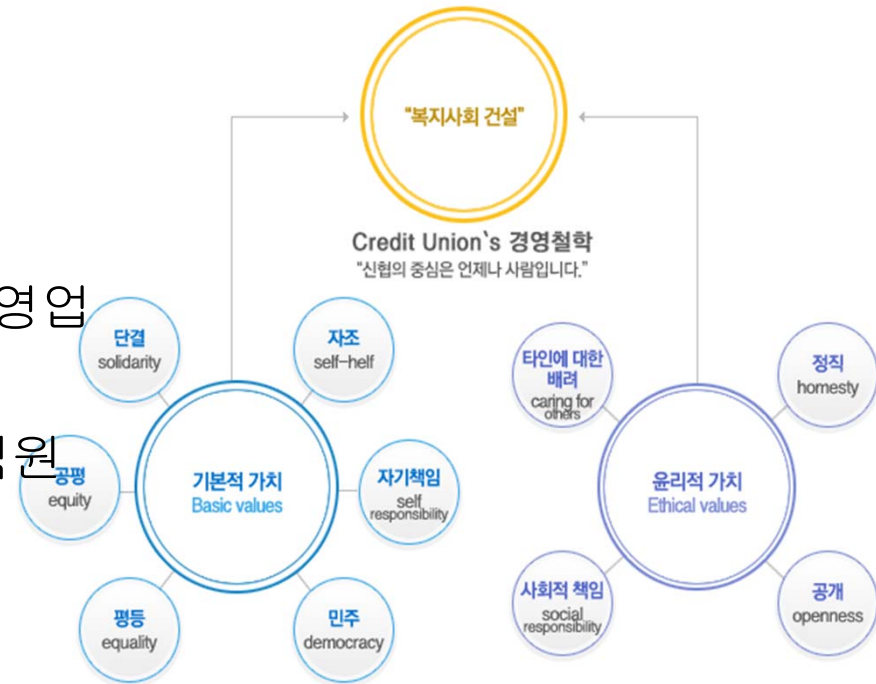 "복지사회 건설"
Credit Union`s 경영철학
"신협의 중심은 언제나 사람입니다."
영업
원
단결
solidarity
자조
self-helf
공평
equity
기본적 가치
Basic values
자기책임
self
responsibility
평등
equality
민주
democracy
타인에 대한
배려
caring for
others
정직
homesty
윤리적 가치
Ethical values
사회적 책임
social
responsibility
공개
openness